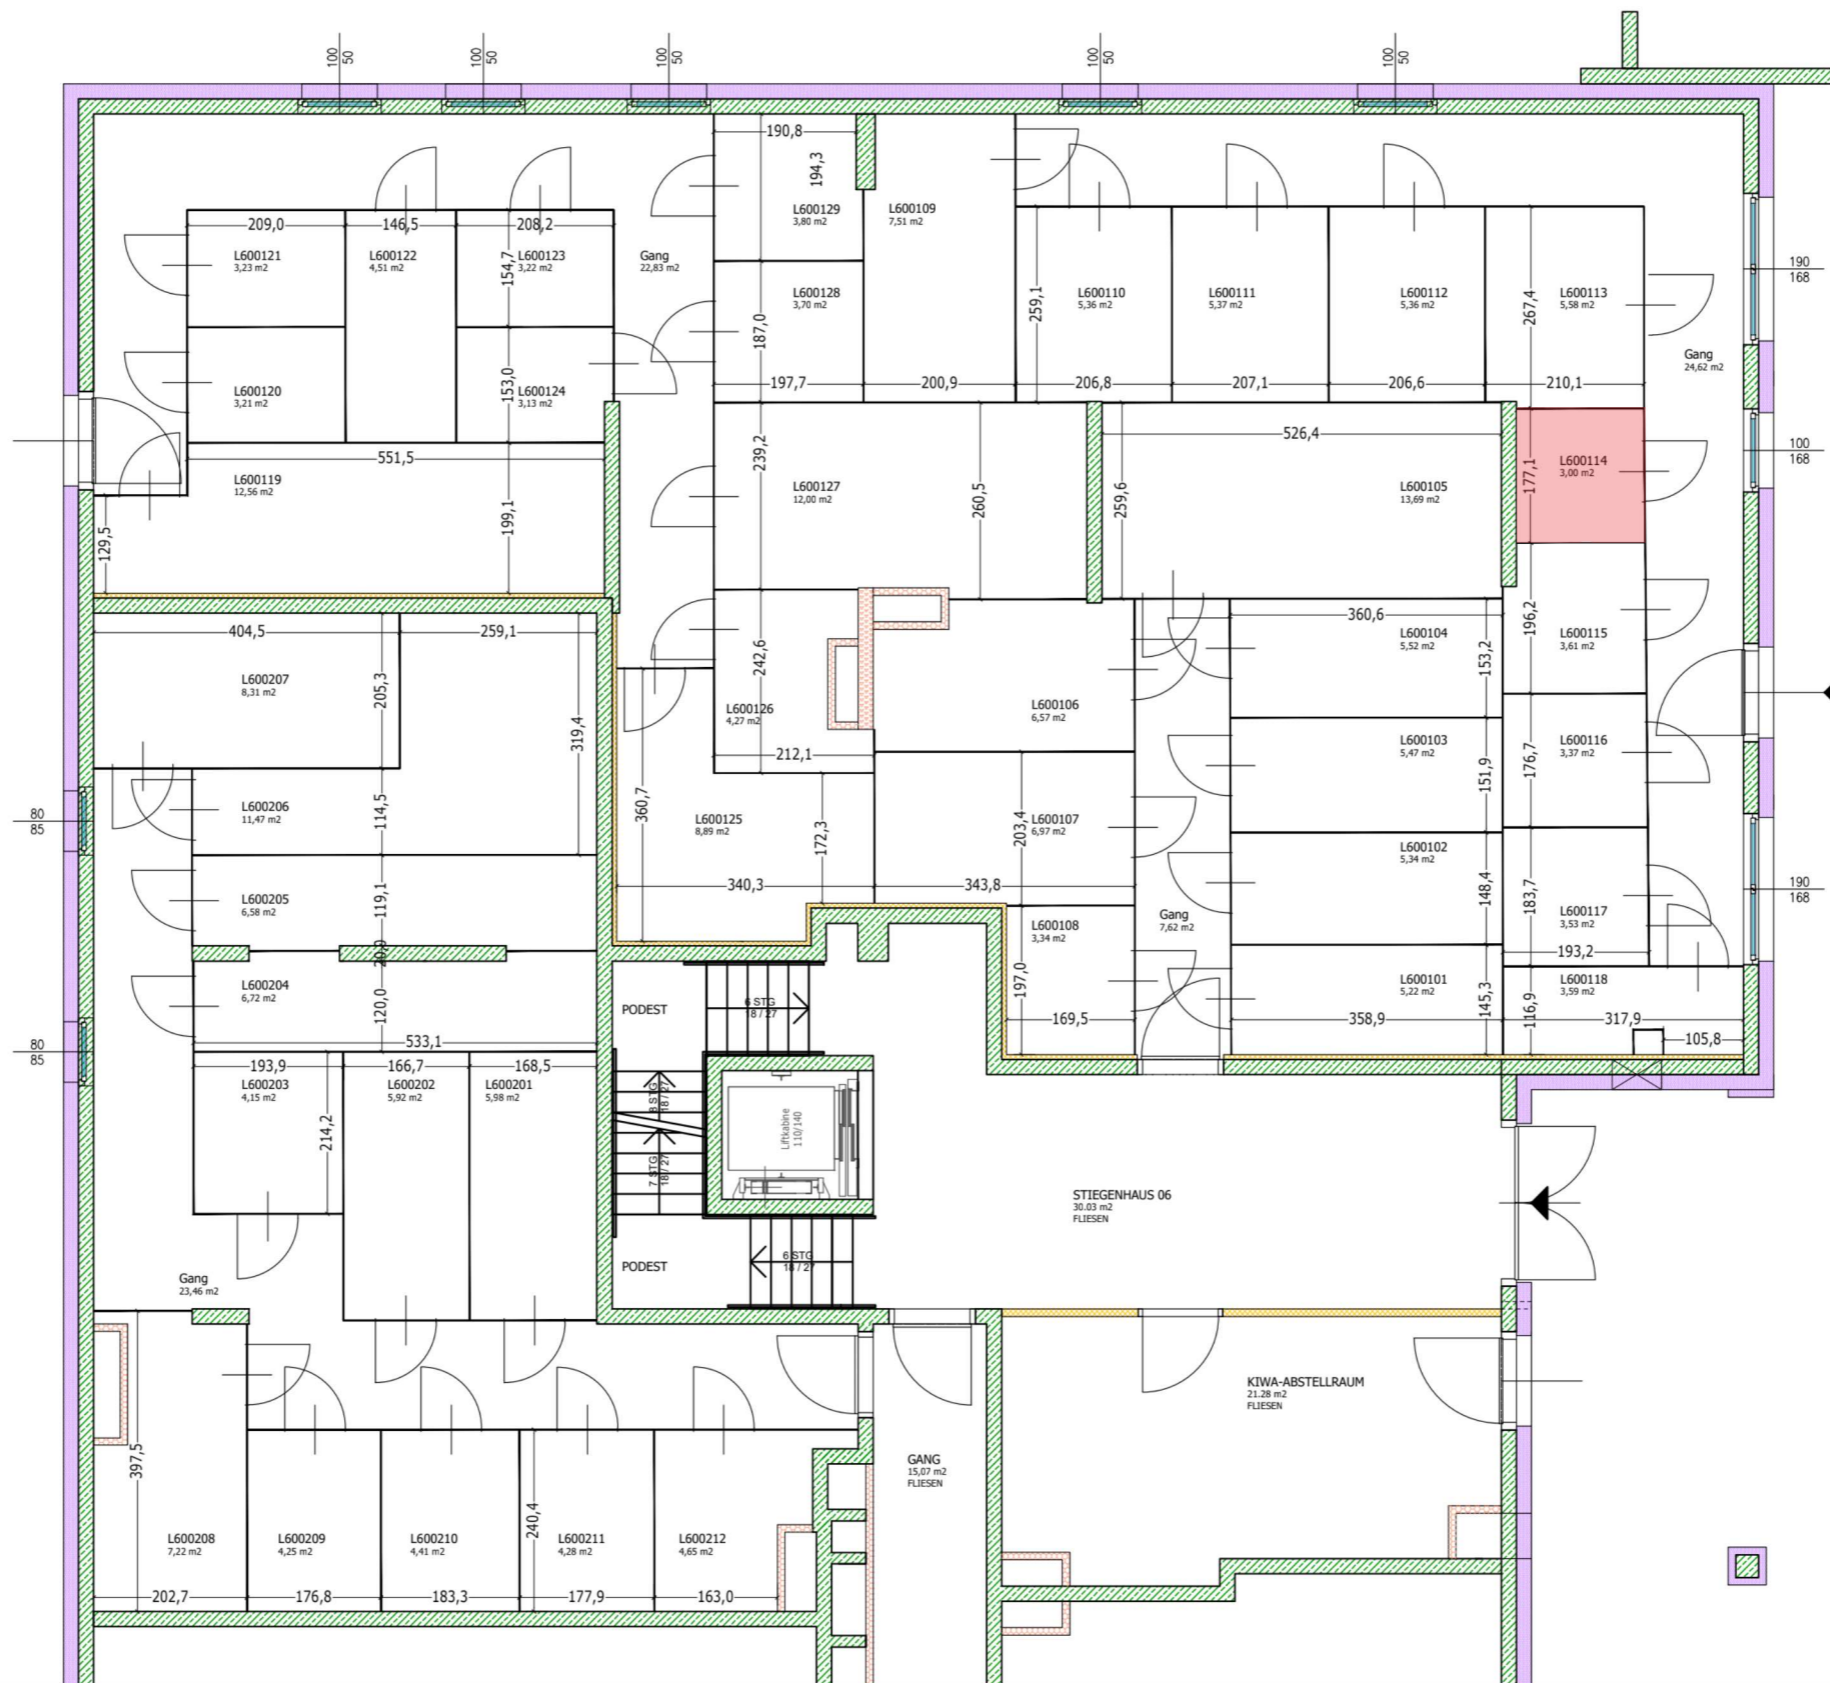 100
50
100
50
100
50
100
50
100
50
190,8
194,3
L600129
3,80 m2
L600109
7,51 m2
209,0
146,5
208,2
L600121
3,23 m2
L600122
4,51 m2
L600123
3,22 m2
154,7
Gang
22,83 m2
190
168
L600128
3,70 m2
187,0
259,1
L600110
5,36 m2
L600111
5,37 m2
L600112
5,36 m2
L600113
5,58 m2
267,4
Gang
24,62 m2
L600120
3,21 m2
153,0
L600124
3,13 m2
197,7
200,9
206,8
207,1
206,6
210,1
551,5
239,2
526,4
100
168
L600119
12,56 m2
199,1
129,5
L600127
12,00 m2
260,5
259,6
L600105
13,69 m2
177,1
L600114
3,00 m2
404,5
259,1
360,6
L600104
5,52 m2
153,2
196,2
L600115
3,61 m2
L600207
8,31 m2
205,3
319,4
242,6
L600126
4,27 m2
L600106
6,57 m2
212,1
L600103
5,47 m2
151,9
176,7
L600116
3,37 m2
80
85
L600206
11,47 m2
114,5
360,7
L600125
8,89 m2
172,3
203,4
L600107
6,97 m2
L600102
5,34 m2
148,4
183,7
190
168
L600205
6,58 m2
119,1
340,3
343,8
L600108
3,34 m2
Gang
7,62 m2
L600117
3,53 m2
193,2
20,0
L600204
6,72 m2
120,0
197,0
L600101
5,22 m2
145,3
116,9
L600118
3,59 m2
PODEST
6 STG
18 / 27
169,5
358,9
317,9
105,8
80
85
533,1
193,9
166,7
168,5
L600203
4,15 m2
L600202
5,92 m2
L600201
5,98 m2
214,2
8 STG
18 / 27
7 STG
18 / 27
Liftkabine
110/140
STIEGENHAUS 06
30.03 m2
FLIESEN
PODEST
6 STG
18 / 27
Gang
23,46 m2
KIWA-ABSTELLRAUM
21.28 m2
FLIESEN
397,5
GANG
15,07 m2
FLIESEN
240,4
L600208
7,22 m2
L600209
4,25 m2
L600210
4,41 m2
L600211
4,28 m2
L600212
4,65 m2
202,7
176,8
183,3
177,9
163,0